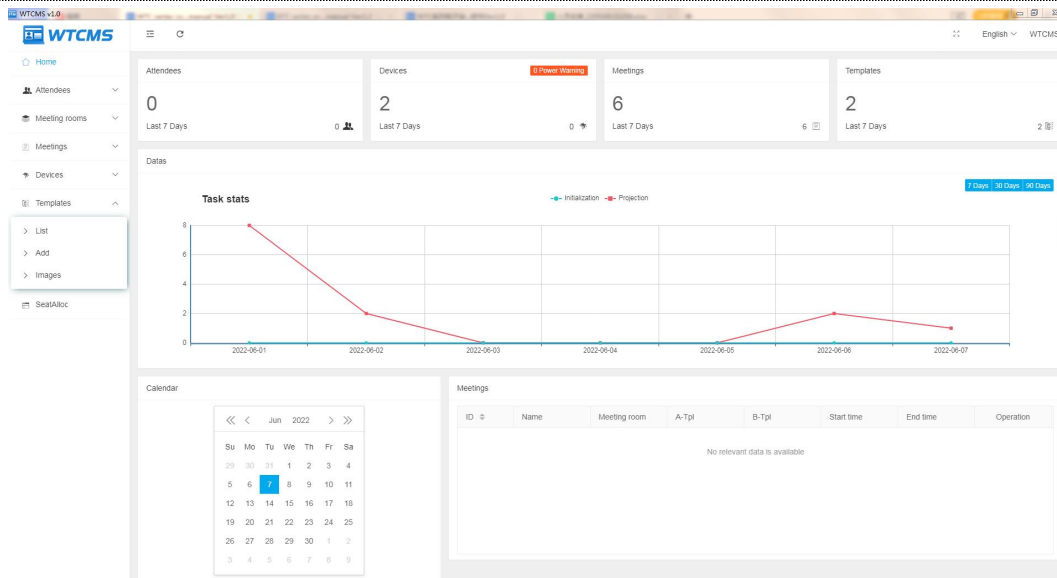 WTCMS v1.0
WTCMS
English
WTCMS
Home
Attendees
Meeting rooms
Meetings
Devices
Templates
List
Add
Images
SeatAlloc
Attendees
0
Last 7 Days 0
Devices 0 Power Warning
2
Last 7 Days 0
Meetings
6
Last 7 Days 6
Templates
2
Last 7 Days 2
Datas
7 Days 30 Days 90 Days
Task stats
Initialization Projection
8
6
4
2
0
2022-06-01 2022-06-02 2022-06-03 2022-06-04 2022-06-05 2022-06-06 2022-06-07
Calendar
Jun 2022
Su Mo Tu We Th Fr Sa
29 30 31 1 2 3 4
5 6 7 8 9 10 11
12 13 14 15 16 17 18
19 20 21 22 23 24 25
26 27 28 29 30 1 2
3 4 5 6 7 8 9
Meetings
ID Name Meeting room A-Tpl B-Tpl Start time End time Operation
No relevant data is available